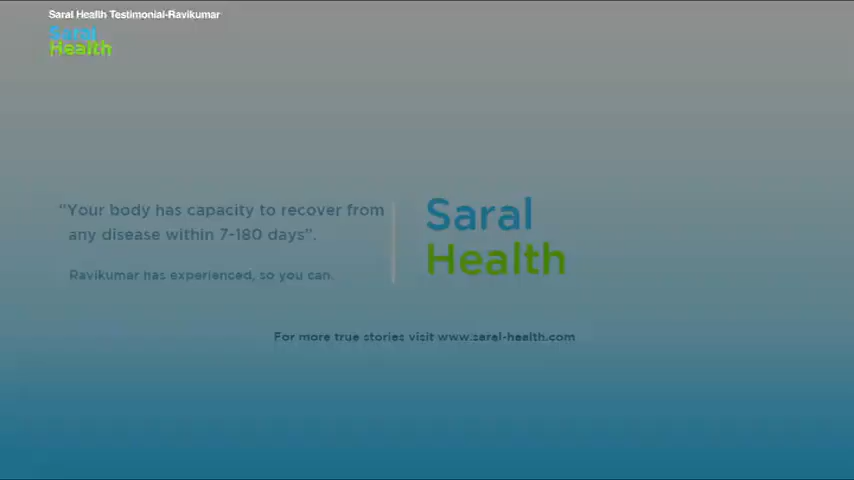 Saral Health Testimonial-Ravikumar
Saral
Health
“Your body has capacity to recover from
any disease within 7-180 days”.
Ravikumar has experienced, so you can.
Saral
Health
For more true stories visit www.saral-health.com